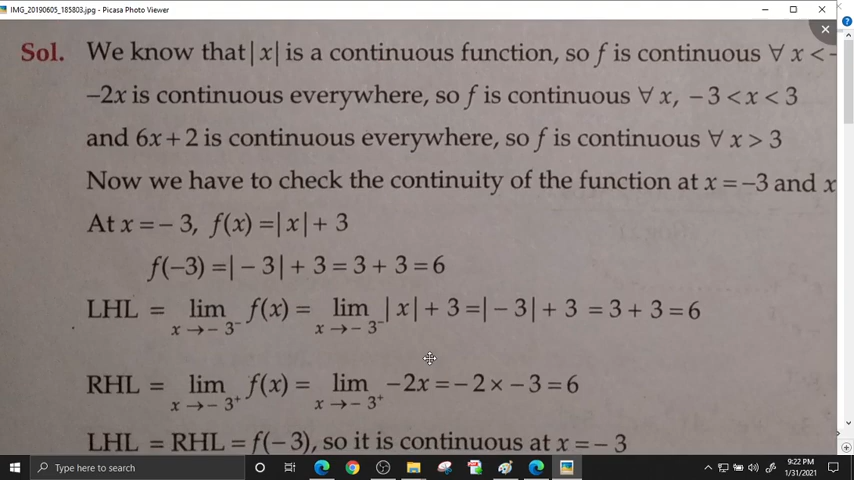 IMG_20190605_185803.jpg - Picasa Photo Viewer
Sol. We know that |x| is a continuous function, so f is continuous ∀ x < -
-2x is continuous everywhere, so f is continuous ∀ x, -3 < x < 3
and 6x + 2 is continuous everywhere, so f is continuous ∀ x > 3
Now we have to check the continuity of the function at x = -3 and x
At x = -3, f(x) = |x| + 3
f(-3) = |-3| + 3 = 3 + 3 = 6
LHL = lim x→-3⁻ f(x) = lim x→-3⁻ |x| + 3 = |-3| + 3 = 3 + 3 = 6
RHL = lim x→-3⁺ f(x) = lim x→-3⁺ -2x = -2 × -3 = 6
LHL = RHL = f(-3), so it is continuous at x = -3
Type here to search
9:22 PM
1/31/2021